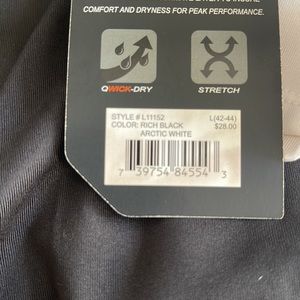 COMFORT AND DRYNESS FOR PEAK PERFORMANCE.
QWICK-DRY
STRETCH
STYLE # L11152
L(42-44)
COLOR: RICH BLACK
$28.00
ARCTIC WHITE
7 39754 84554 3